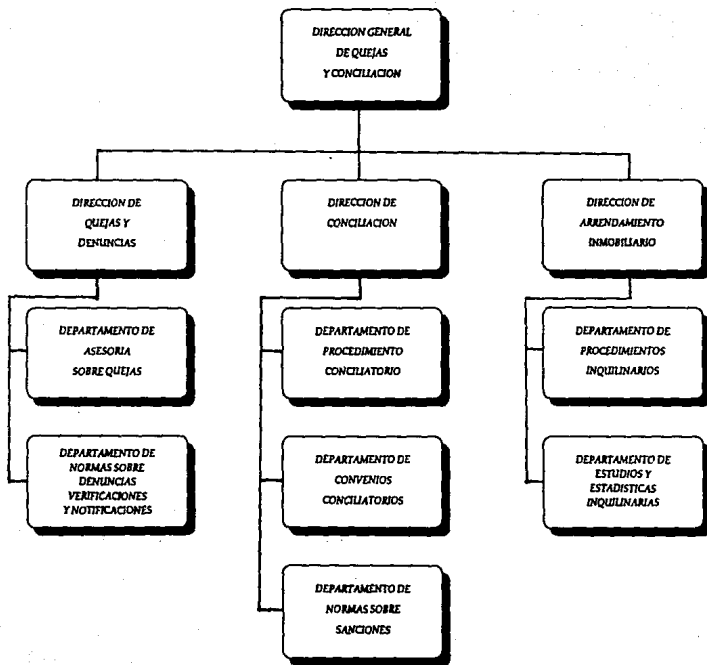 DIRECCION GENERAL
DE QUEJAS
Y CONCILIACION
DIRECCION DE
QUEJAS Y
DENUNCIAS
DIRECCION DE
CONCILIACION
DIRECCION DE
ARRENDAMIENTO
INMOBILIARIO
DEPARTAMENTO DE
ASESORIA
SOBRE QUEJAS
DEPARTAMENTO DE
PROCEDIMIENTO
CONCILIATORIO
DEPARTAMENTO DE
PROCEDIMIENTOS
INQUILINARIOS
DEPARTAMENTO DE
NORMAS SOBRE
DENUNCIAS
VERIFICACIONES
Y NOTIFICACIONES
DEPARTAMENTO DE
CONVENIOS
CONCILIATORIOS
DEPARTAMENTO DE
ESTUDIOS Y
ESTADISTICAS
INQUILINARIAS
DEPARTAMENTO DE
NORMAS SOBRE
SANCIONES